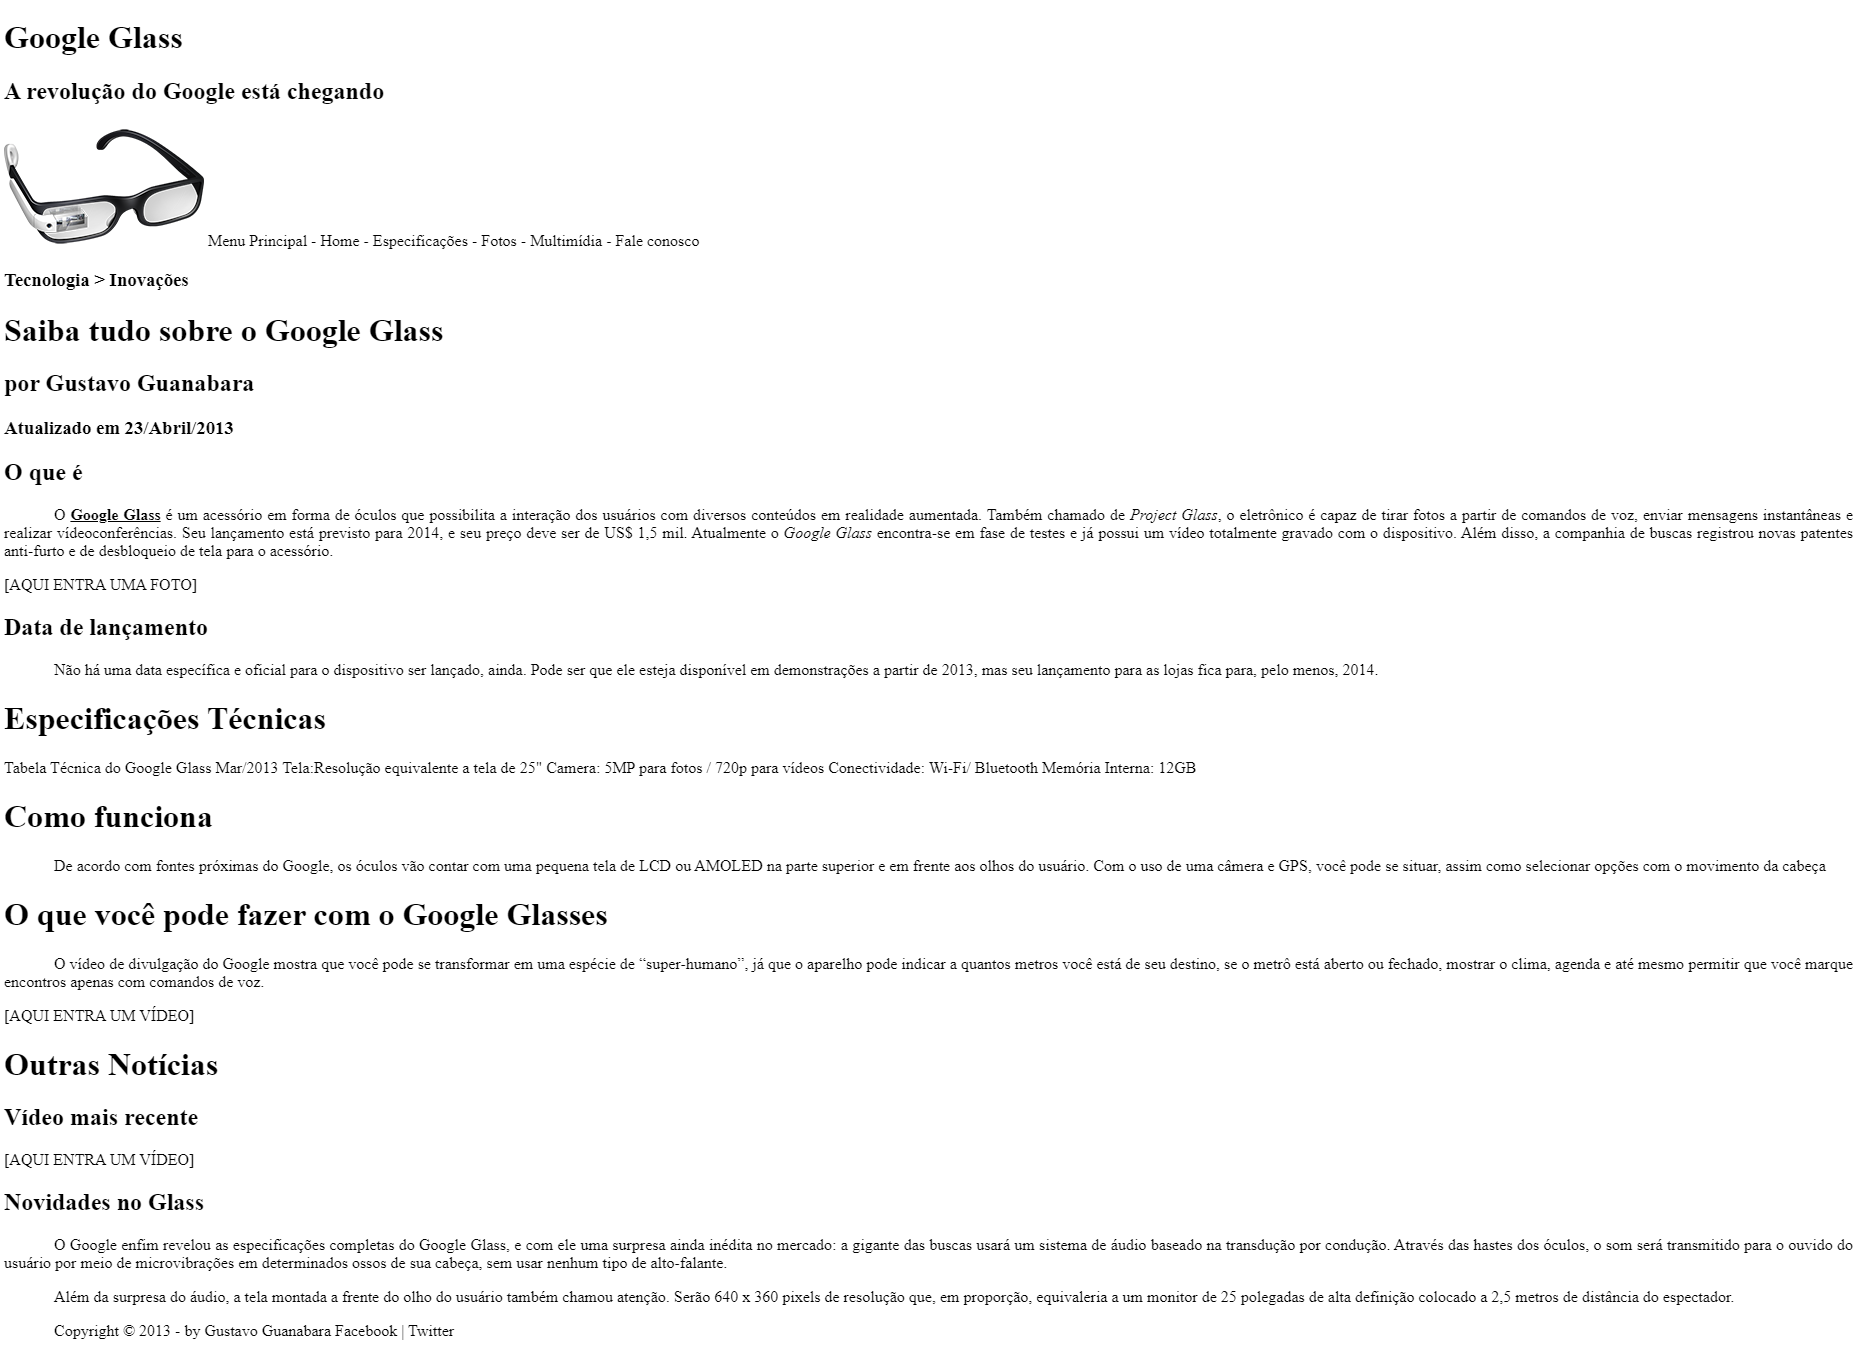 Google Glass
A revolução do Google está chegando
Menu Principal - Home - Especificações - Fotos - Multimídia - Fale conosco
Tecnologia > Inovações
Saiba tudo sobre o Google Glass
por Gustavo Guanabara
Atualizado em 23/Abril/2013
O que é
O Google Glass é um acessório em forma de óculos que possibilita a interação dos usuários com diversos conteúdos em realidade aumentada. Também chamado de Project Glass, o eletrônico é capaz de tirar fotos a partir de comandos de voz, enviar mensagens instantâneas e
realizar vídeoconferências. Seu lançamento está previsto para 2014, e seu preço deve ser de US$ 1,5 mil. Atualmente o Google Glass encontra-se em fase de testes e já possui um vídeo totalmente gravado com o dispositivo. Além disso, a companhia de buscas registrou novas patentes
anti-furto e de desbloqueio de tela para o acessório.
[AQUI ENTRA UMA FOTO]
Data de lançamento
Não há uma data específica e oficial para o dispositivo ser lançado, ainda. Pode ser que ele esteja disponível em demonstrações a partir de 2013, mas seu lançamento para as lojas fica para, pelo menos, 2014.
Especificações Técnicas
Tabela Técnica do Google Glass Mar/2013 Tela:Resolução equivalente a tela de 25" Camera: 5MP para fotos / 720p para vídeos Conectividade: Wi-Fi/ Bluetooth Memória Interna: 12GB
Como funciona
De acordo com fontes próximas do Google, os óculos vão contar com uma pequena tela de LCD ou AMOLED na parte superior e em frente aos olhos do usuário. Com o uso de uma câmera e GPS, você pode se situar, assim como selecionar opções com o movimento da cabeça
O que você pode fazer com o Google Glasses
O vídeo de divulgação do Google mostra que você pode se transformar em uma espécie de “super-humano”, já que o aparelho pode indicar a quantos metros você está de seu destino, se o metrô está aberto ou fechado, mostrar o clima, agenda e até mesmo permitir que você marque
encontros apenas com comandos de voz.
[AQUI ENTRA UM VÍDEO]
Outras Notícias
Vídeo mais recente
[AQUI ENTRA UM VÍDEO]
Novidades no Glass
O Google enfim revelou as especificações completas do Google Glass, e com ele uma surpresa ainda inédita no mercado: a gigante das buscas usará um sistema de áudio baseado na transdução por condução. Através das hastes dos óculos, o som será transmitido para o ouvido do
usuário por meio de microvibrações em determinados ossos de sua cabeça, sem usar nenhum tipo de alto-falante.
Além da surpresa do áudio, a tela montada a frente do olho do usuário também chamou atenção. Serão 640 x 360 pixels de resolução que, em proporção, equivaleria a um monitor de 25 polegadas de alta definição colocado a 2,5 metros de distância do espectador.
Copyright © 2013 - by Gustavo Guanabara Facebook | Twitter